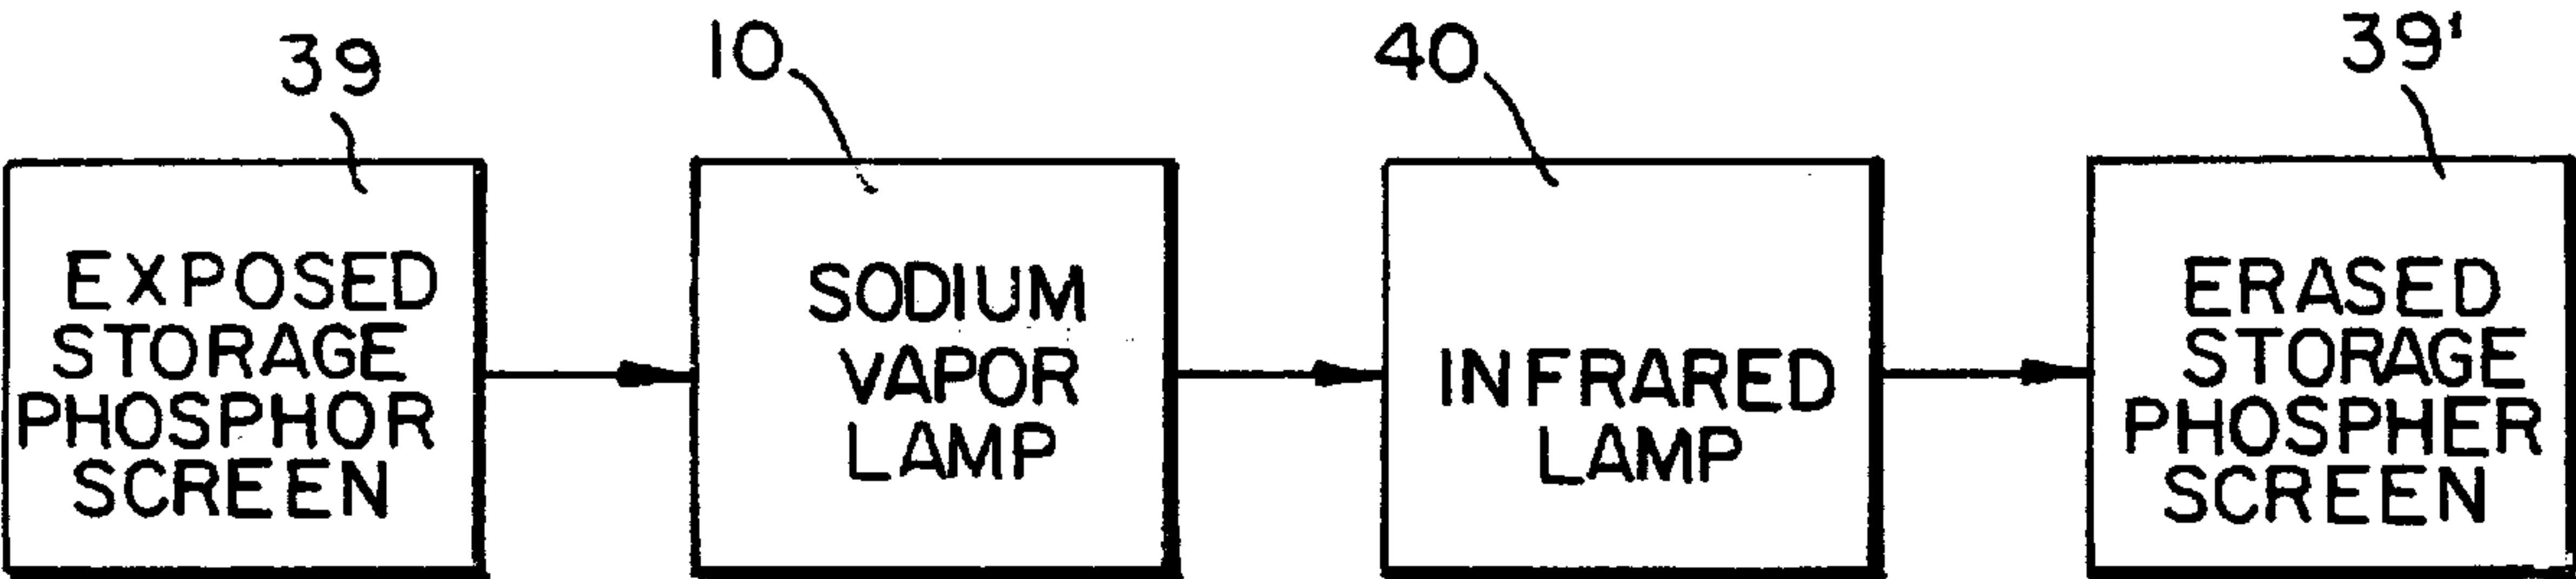 39
10
40
39'
EXPOSED
STORAGE
PHOSPHOR
SCREEN
SODIUM
VAPOR
LAMP
INFRARED
LAMP
ERASED
STORAGE
PHOSPHER
SCREEN